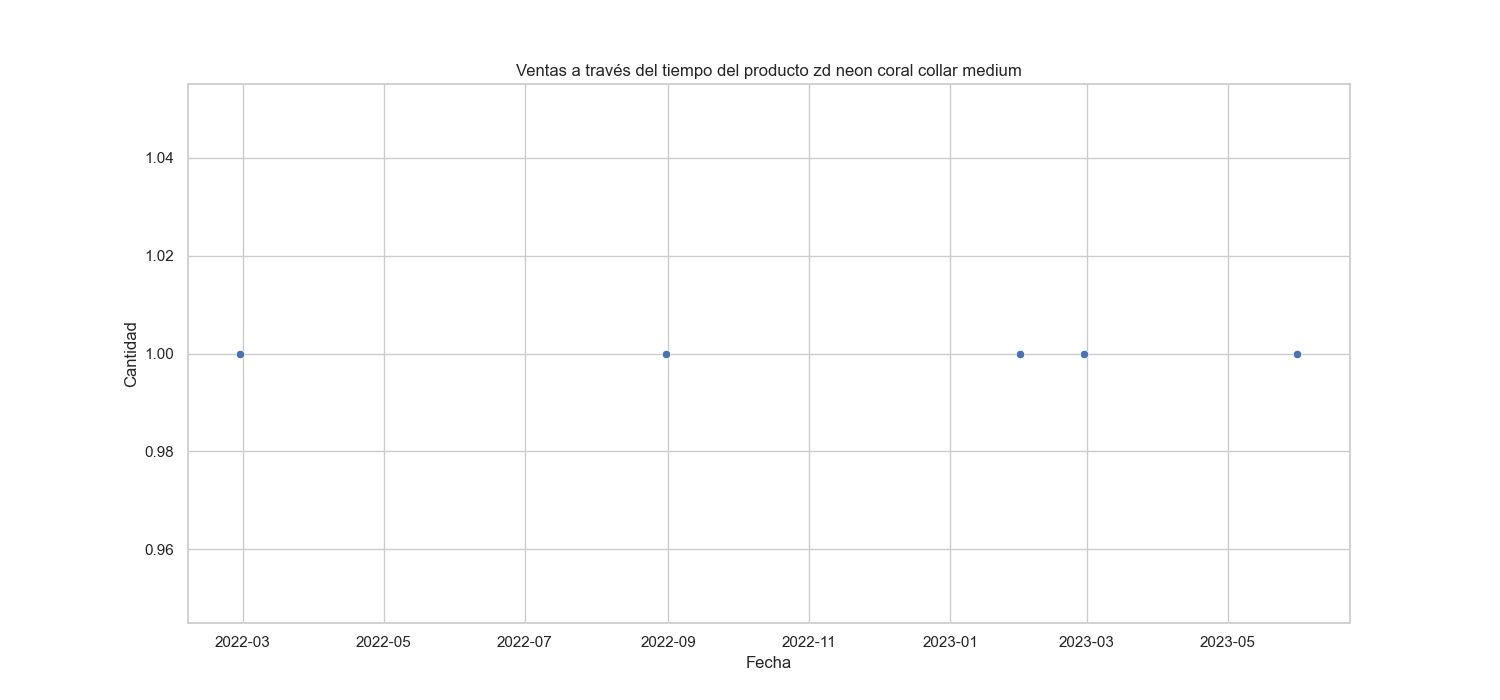 Ventas a través del tiempo del producto zd neon coral collar medium
1.04
1.02
1.00
0.98
0.96
Cantidad
2022-03 2022-05 2022-07 2022-09 2022-11 2023-01 2023-03 2023-05
Fecha